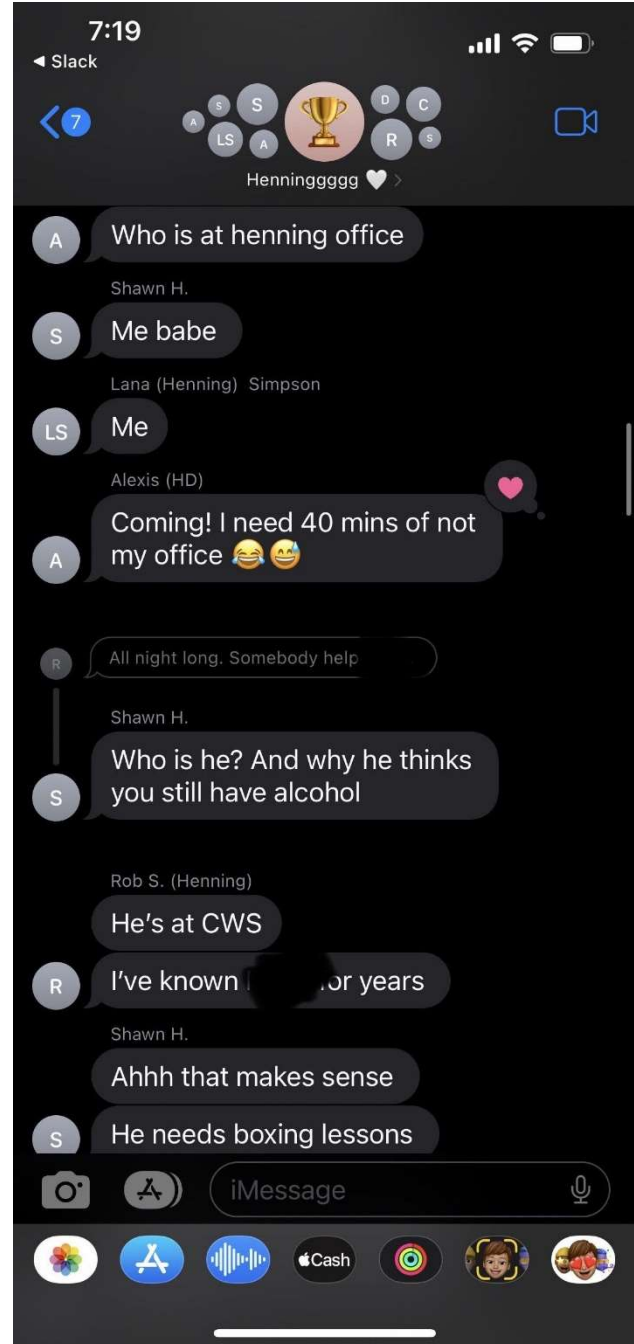 7:19
◀ Slack
7
S
S
D
C
A
LS
A
R
S
Henninggggg 🤍 >
A
Who is at henning office
Shawn H.
S
Me babe
Lana (Henning) Simpson
LS
Me
Alexis (HD)
Coming! I need 40 mins of not
A
my office 😂😅
R
All night long. Somebody help
Shawn H.
Who is he? And why he thinks
S
you still have alcohol
Rob S. (Henning)
He's at CWS
R
I've known years
Shawn H.
Ahhh that makes sense
S
He needs boxing lessons
iMessage
Cash